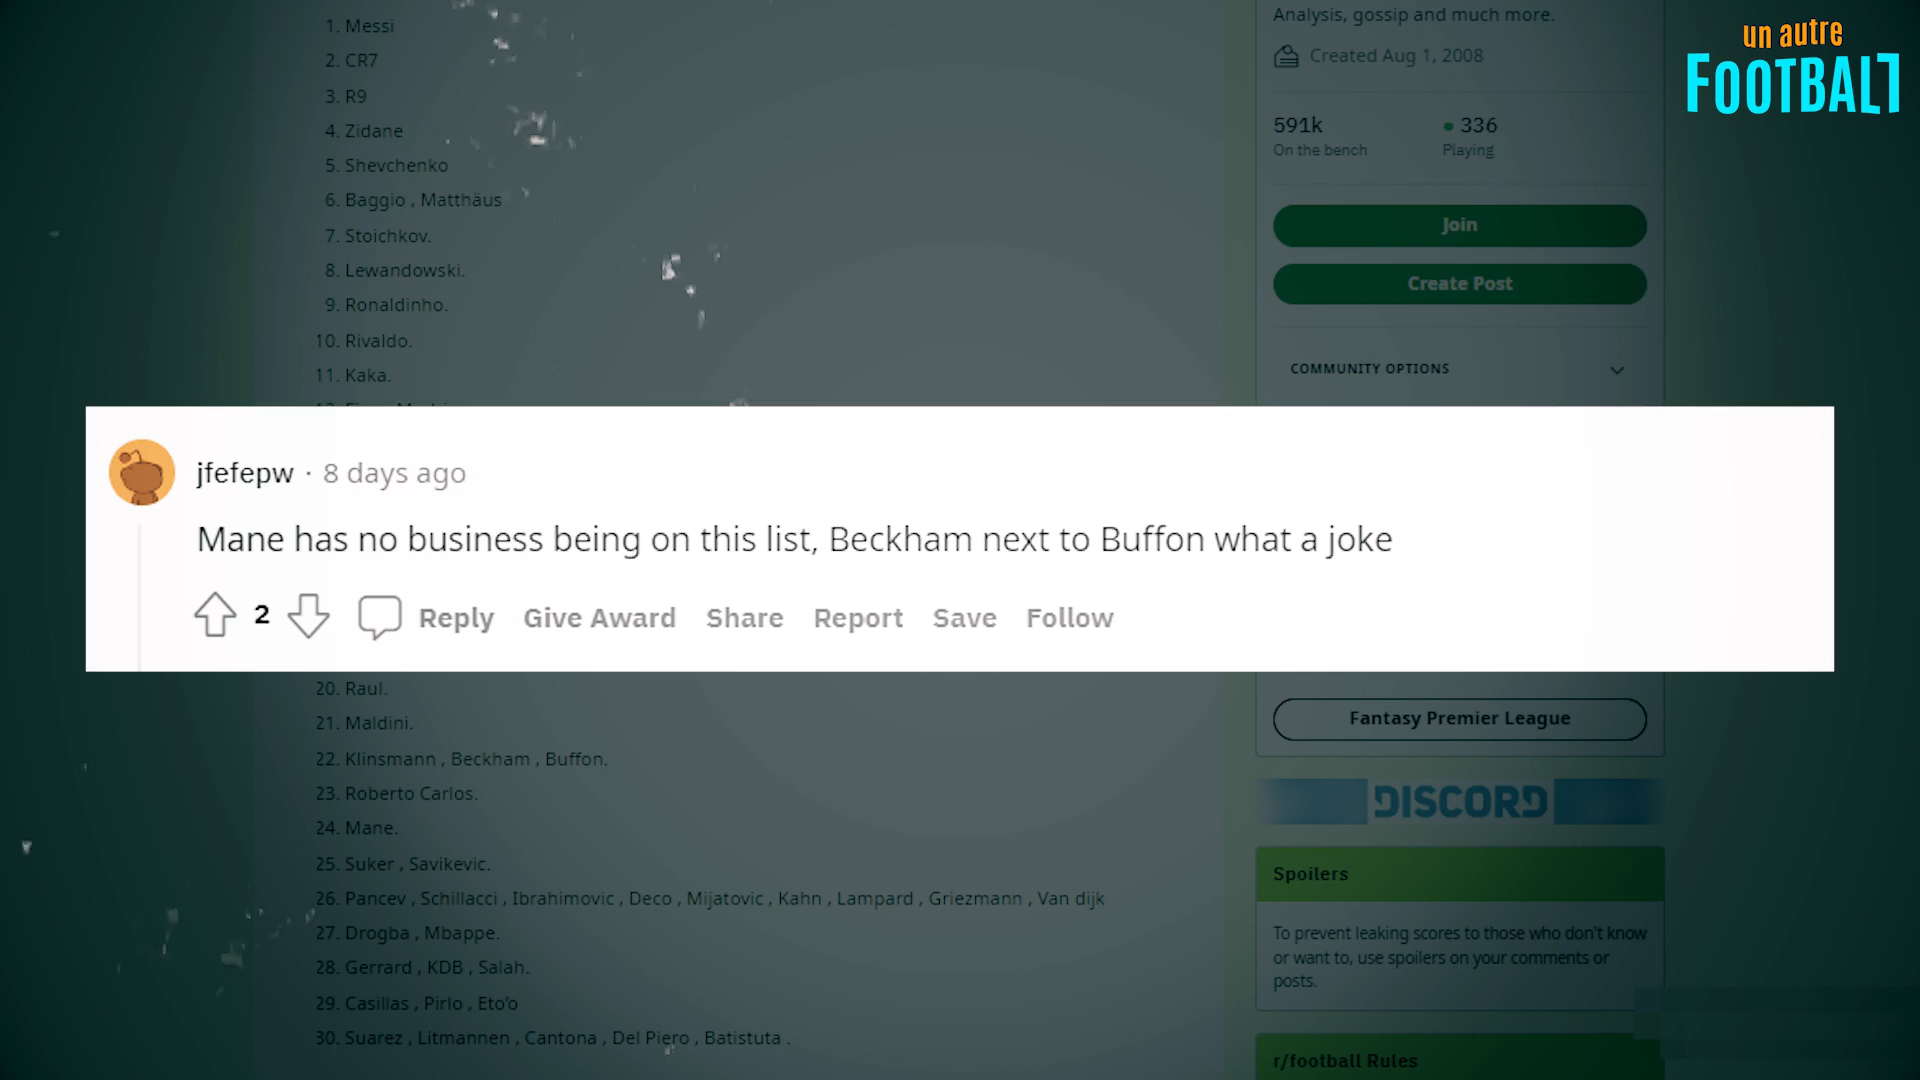 1. Messi
2. CR7
3. R9
4. Zidane
5. Shevchenko
6. Baggio , Matthäus
7. Stoichkov.
8. Lewandowski.
9. Ronaldinho.
10. Rivaldo.
11. Kaka.
Analysis, gossip and much more.
Created Aug 1, 2008
591k
336
On the bench
Playing
Join
Create Post
COMMUNITY OPTIONS
un autre
FOOTBALL
jfefepw · 8 days ago
Mane has no business being on this list, Beckham next to Buffon what a joke
2 Reply Give Award Share Report Save Follow
20. Raul.
21. Maldini.
22. Klinsmann , Beckham , Buffon.
23. Roberto Carlos.
24. Mane.
25. Suker , Savikevic.
26. Pancev , Schillacci , Ibrahimovic , Deco , Mijatovic , Kahn , Lampard , Griezmann , Van dijk
27. Drogba , Mbappe.
28. Gerrard , KDB , Salah.
29. Casillas , Pirlo , Eto'o
30. Suarez , Litmannen , Cantona , Del Piero , Batistuta .
Fantasy Premier League
DISCORD
Spoilers
To prevent leaking scores to those who don't know
or want to, use spoilers on your comments or
posts.
r/football Rules